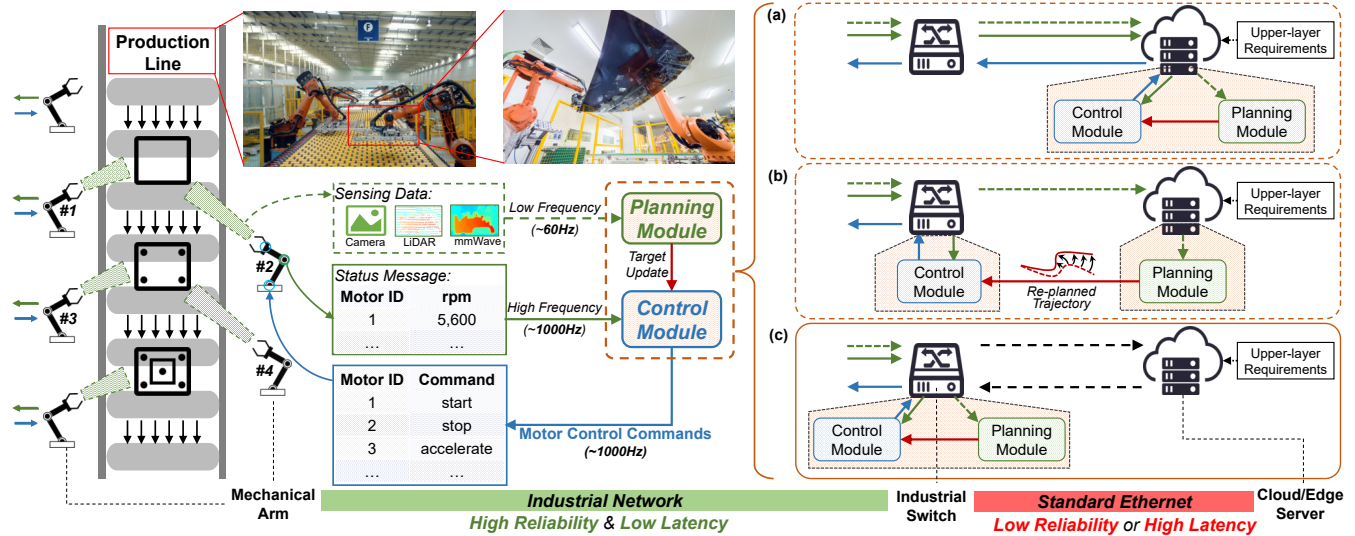 Production
Line
F
#1
#2
#3
#4
Sensing Data:
Camera
LiDAR
mmWave
Low Frequency
(~60Hz)
Planning
Module
Target
Update
Status Message:
Motor ID rpm
1 5,600
... ...
High Frequency
(~1000Hz)
Control
Module
Motor ID Command
1 start
2 stop
3 accelerate
... ...
Motor Control Commands
(~1000Hz)
(a)
Upper-layer
Requirements
Control
Module
Planning
Module
(b)
Upper-layer
Requirements
Control
Module
Re-planned
Trajectory
Planning
Module
(c)
Upper-layer
Requirements
Control
Module
Planning
Module
Mechanical
Arm
Industrial Network
High Reliability & Low Latency
Industrial
Switch
Standard Ethernet
Low Reliability or High Latency
Cloud/Edge
Server